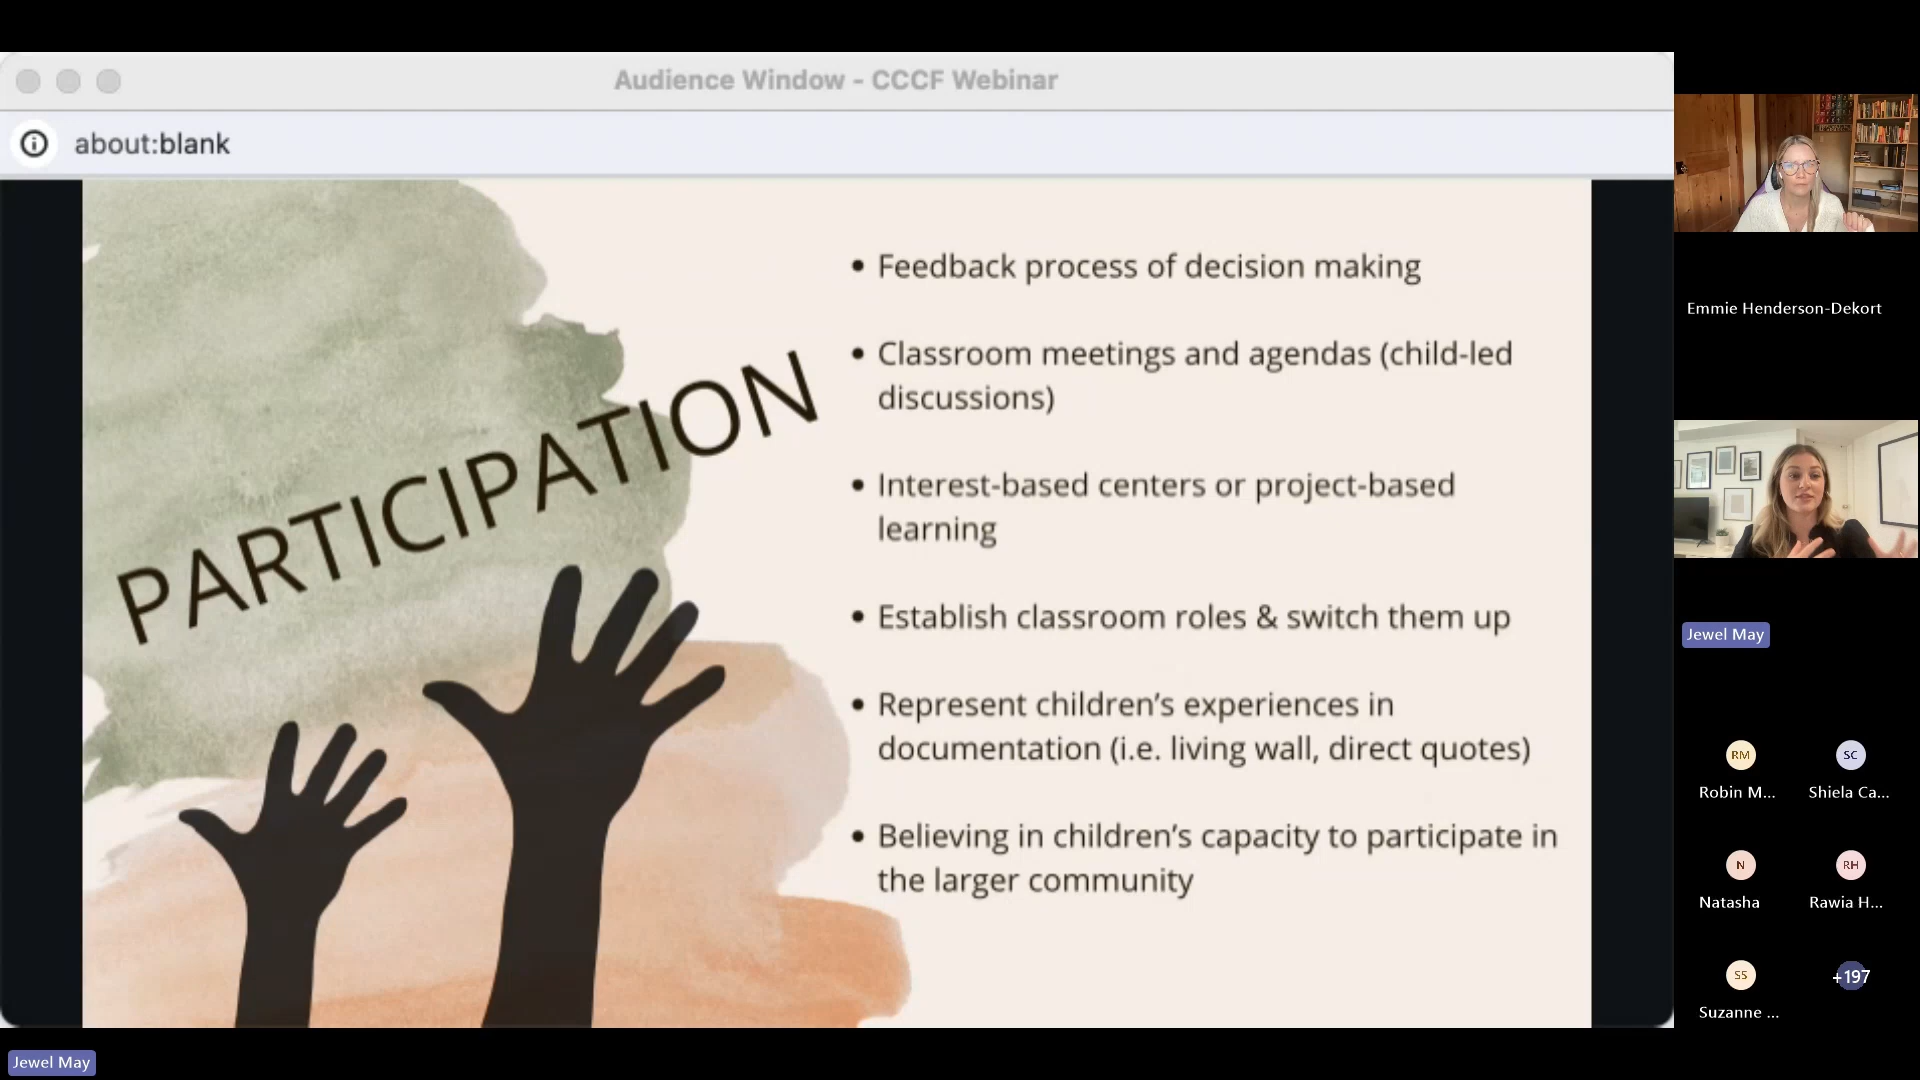 Audience Window - CCCF Webinar
about:blank
PARTICIPATION
• Feedback process of decision making
• Classroom meetings and agendas (child-led
discussions)
• Interest-based centers or project-based
learning
• Establish classroom roles & switch them up
• Represent children's experiences in
documentation (i.e. living wall, direct quotes)
• Believing in children's capacity to participate in
the larger community
Emmie Henderson-Dekort
Jewel May
RM
SC
Robin M...
Shiela Ca...
N
RH
Natasha
Rawia H...
SS
+197
Suzanne ...
Jewel May